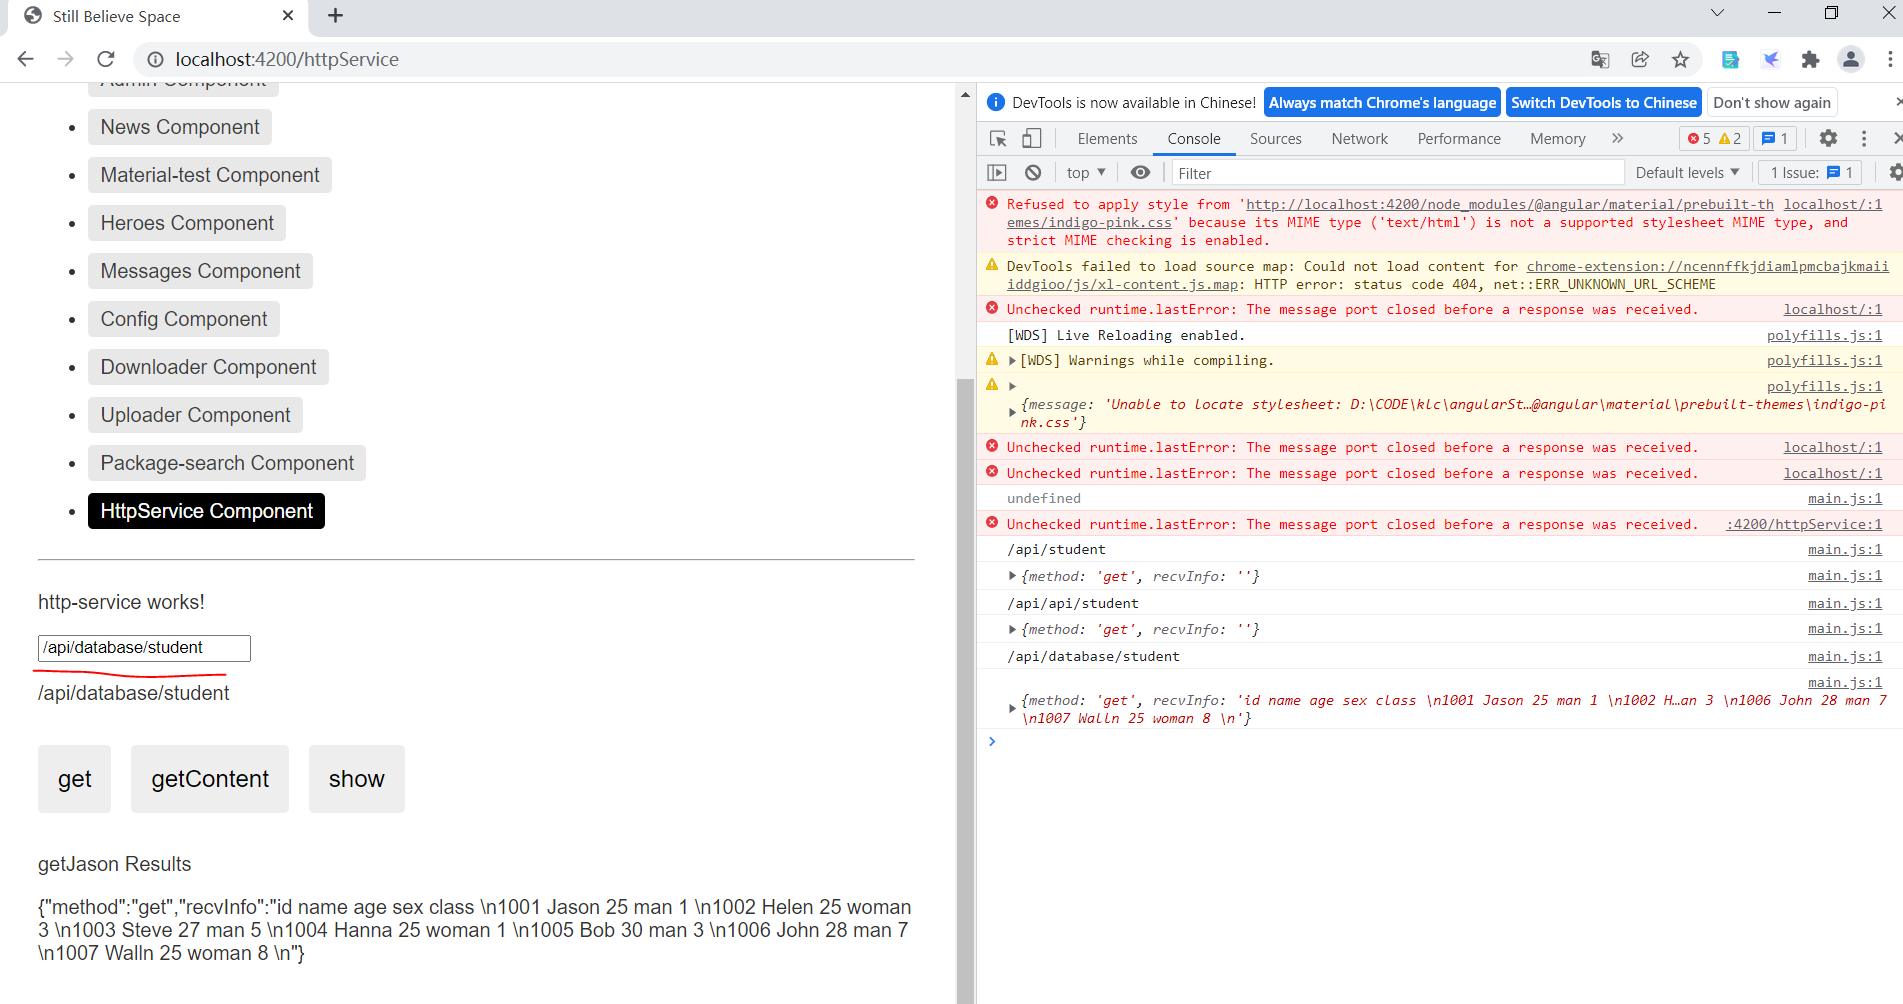 Still Believe Space
localhost:4200/httpService
Admin Component
News Component
Material-test Component
Heroes Component
Messages Component
Config Component
Downloader Component
Uploader Component
Package-search Component
HttpService Component
http-service works!
/api/database/student
/api/database/student
get getContent show
getJason Results
{"method":"get","recvInfo":"id name age sex class \n1001 Jason 25 man 1 \n1002 Helen 25 woman
3 \n1003 Steve 27 man 5 \n1004 Hanna 25 woman 1 \n1005 Bob 30 man 3 \n1006 John 28 man 7
\n1007 Walln 25 woman 8 \n"}
DevTools is now available in Chinese! Always match Chrome's language Switch DevTools to Chinese Don't show again
Elements Console Sources Network Performance Memory 5 2 1
top Filter Default levels 1 Issue: 1
Refused to apply style from 'http://localhost:4200/node_modules/@angular/material/prebuilt-th localhost/:1
emes/indigo-pink.css' because its MIME type ('text/html') is not a supported stylesheet MIME type, and
strict MIME checking is enabled.
DevTools failed to load source map: Could not load content for chrome-extension://ncennffkjdiamlpmcbajkmaii
iddgioo/js/xl-content.js.map: HTTP error: status code 404, net::ERR_UNKNOWN_URL_SCHEME
Unchecked runtime.lastError: The message port closed before a response was received. localhost/:1
[WDS] Live Reloading enabled. polyfills.js:1
[WDS] Warnings while compiling. polyfills.js:1
polyfills.js:1
{message: 'Unable to locate stylesheet: D:\CODE\klc\angularSt…@angular\material\prebuilt-themes\indigo-pi
nk.css'}
Unchecked runtime.lastError: The message port closed before a response was received. localhost/:1
Unchecked runtime.lastError: The message port closed before a response was received. localhost/:1
undefined main.js:1
Unchecked runtime.lastError: The message port closed before a response was received. :4200/httpService:1
/api/student main.js:1
{method: 'get', recvInfo: ''} main.js:1
/api/api/student main.js:1
{method: 'get', recvInfo: ''} main.js:1
/api/database/student main.js:1
main.js:1
{method: 'get', recvInfo: 'id name age sex class \n1001 Jason 25 man 1 \n1002 H…an 3 \n1006 John 28 man 7
\n1007 Walln 25 woman 8 \n'}